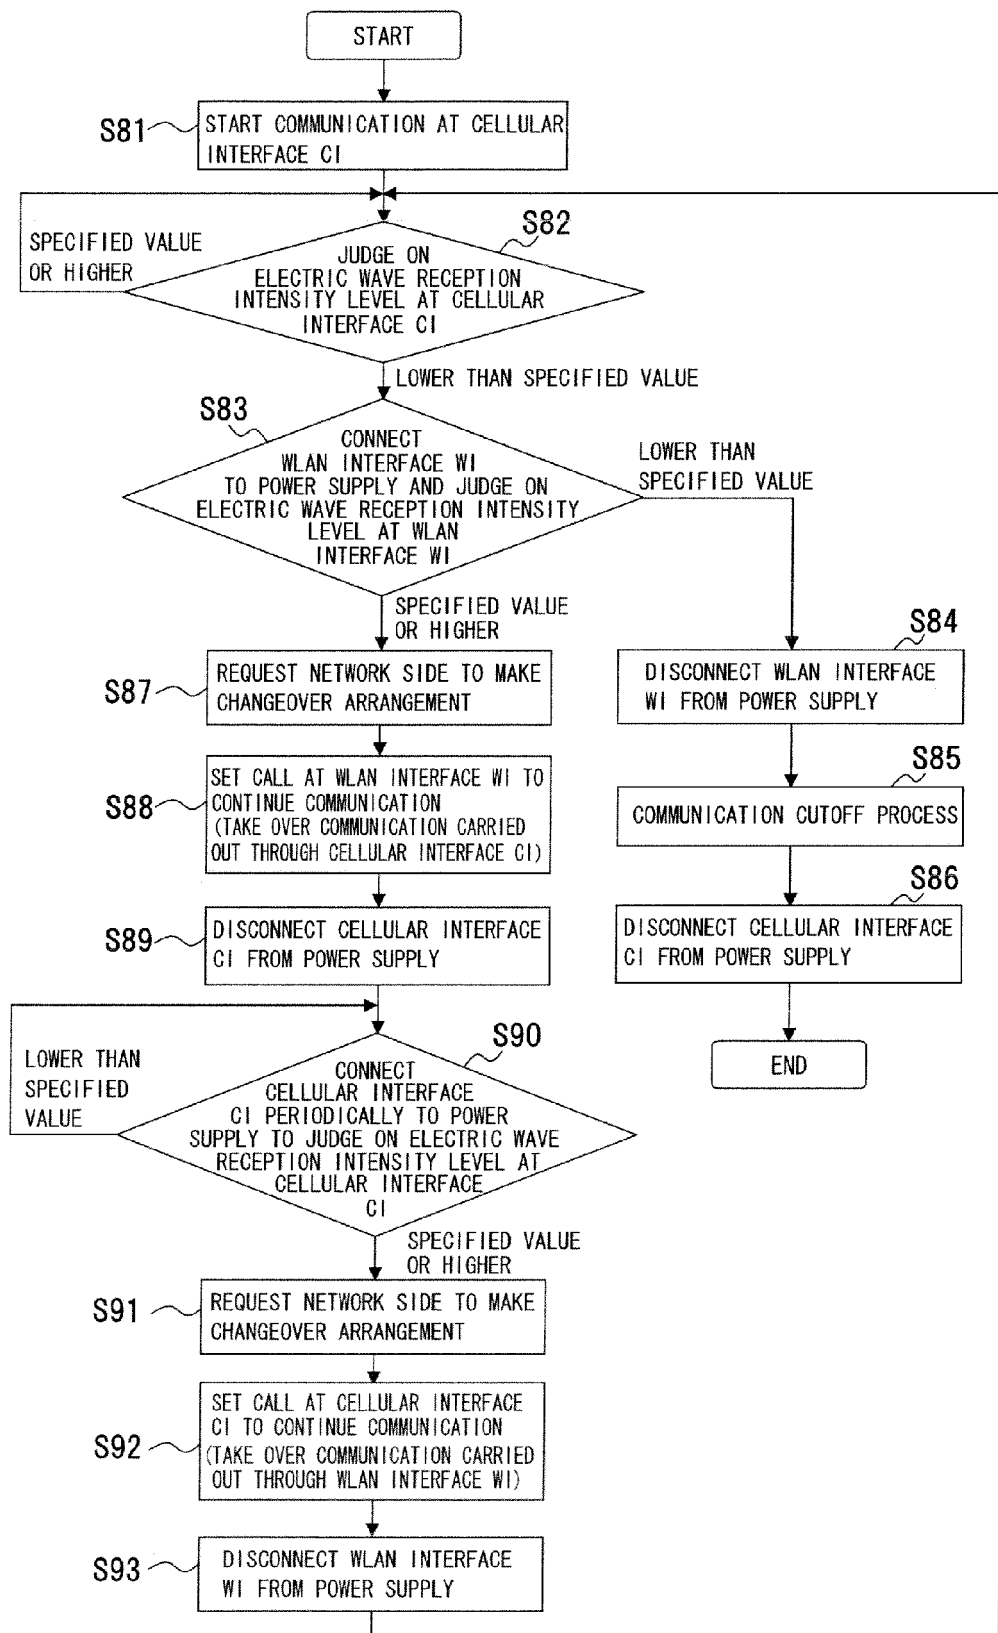 START
S81
START COMMUNICATION AT CELLULAR
INTERFACE CI
S82
SPECIFIED VALUE
OR HIGHER
JUDGE ON
ELECTRIC WAVE RECEPTION
INTENSITY LEVEL AT CELLULAR
INTERFACE CI
LOWER THAN SPECIFIED VALUE
S83
CONNECT
WLAN INTERFACE WI
TO POWER SUPPLY AND JUDGE ON
ELECTRIC WAVE RECEPTION INTENSITY
LEVEL AT WLAN
INTERFACE WI
LOWER THAN
SPECIFIED VALUE
SPECIFIED VALUE
OR HIGHER
S84
DISCONNECT WLAN INTERFACE
WI FROM POWER SUPPLY
S85
COMMUNICATION CUTOFF PROCESS
S86
DISCONNECT CELLULAR INTERFACE
CI FROM POWER SUPPLY
END
S87
REQUEST NETWORK SIDE TO MAKE
CHANGEOVER ARRANGEMENT
S88
SET CALL AT WLAN INTERFACE WI TO
CONTINUE COMMUNICATION
(TAKE OVER COMMUNICATION CARRIED
OUT THROUGH CELLULAR INTERFACE CI)
S89
DISCONNECT CELLULAR INTERFACE
CI FROM POWER SUPPLY
S90
LOWER THAN
SPECIFIED
VALUE
CONNECT
CELLULAR INTERFACE
CI PERIODICALLY TO POWER
SUPPLY TO JUDGE ON ELECTRIC WAVE
RECEPTION INTENSITY LEVEL AT
CELLULAR INTERFACE
CI
SPECIFIED VALUE
OR HIGHER
S91
REQUEST NETWORK SIDE TO MAKE
CHANGEOVER ARRANGEMENT
S92
SET CALL AT CELLULAR INTERFACE
CI TO CONTINUE COMMUNICATION
(TAKE OVER COMMUNICATION CARRIED
OUT THROUGH WLAN INTERFACE WI)
S93
DISCONNECT WLAN INTERFACE
WI FROM POWER SUPPLY